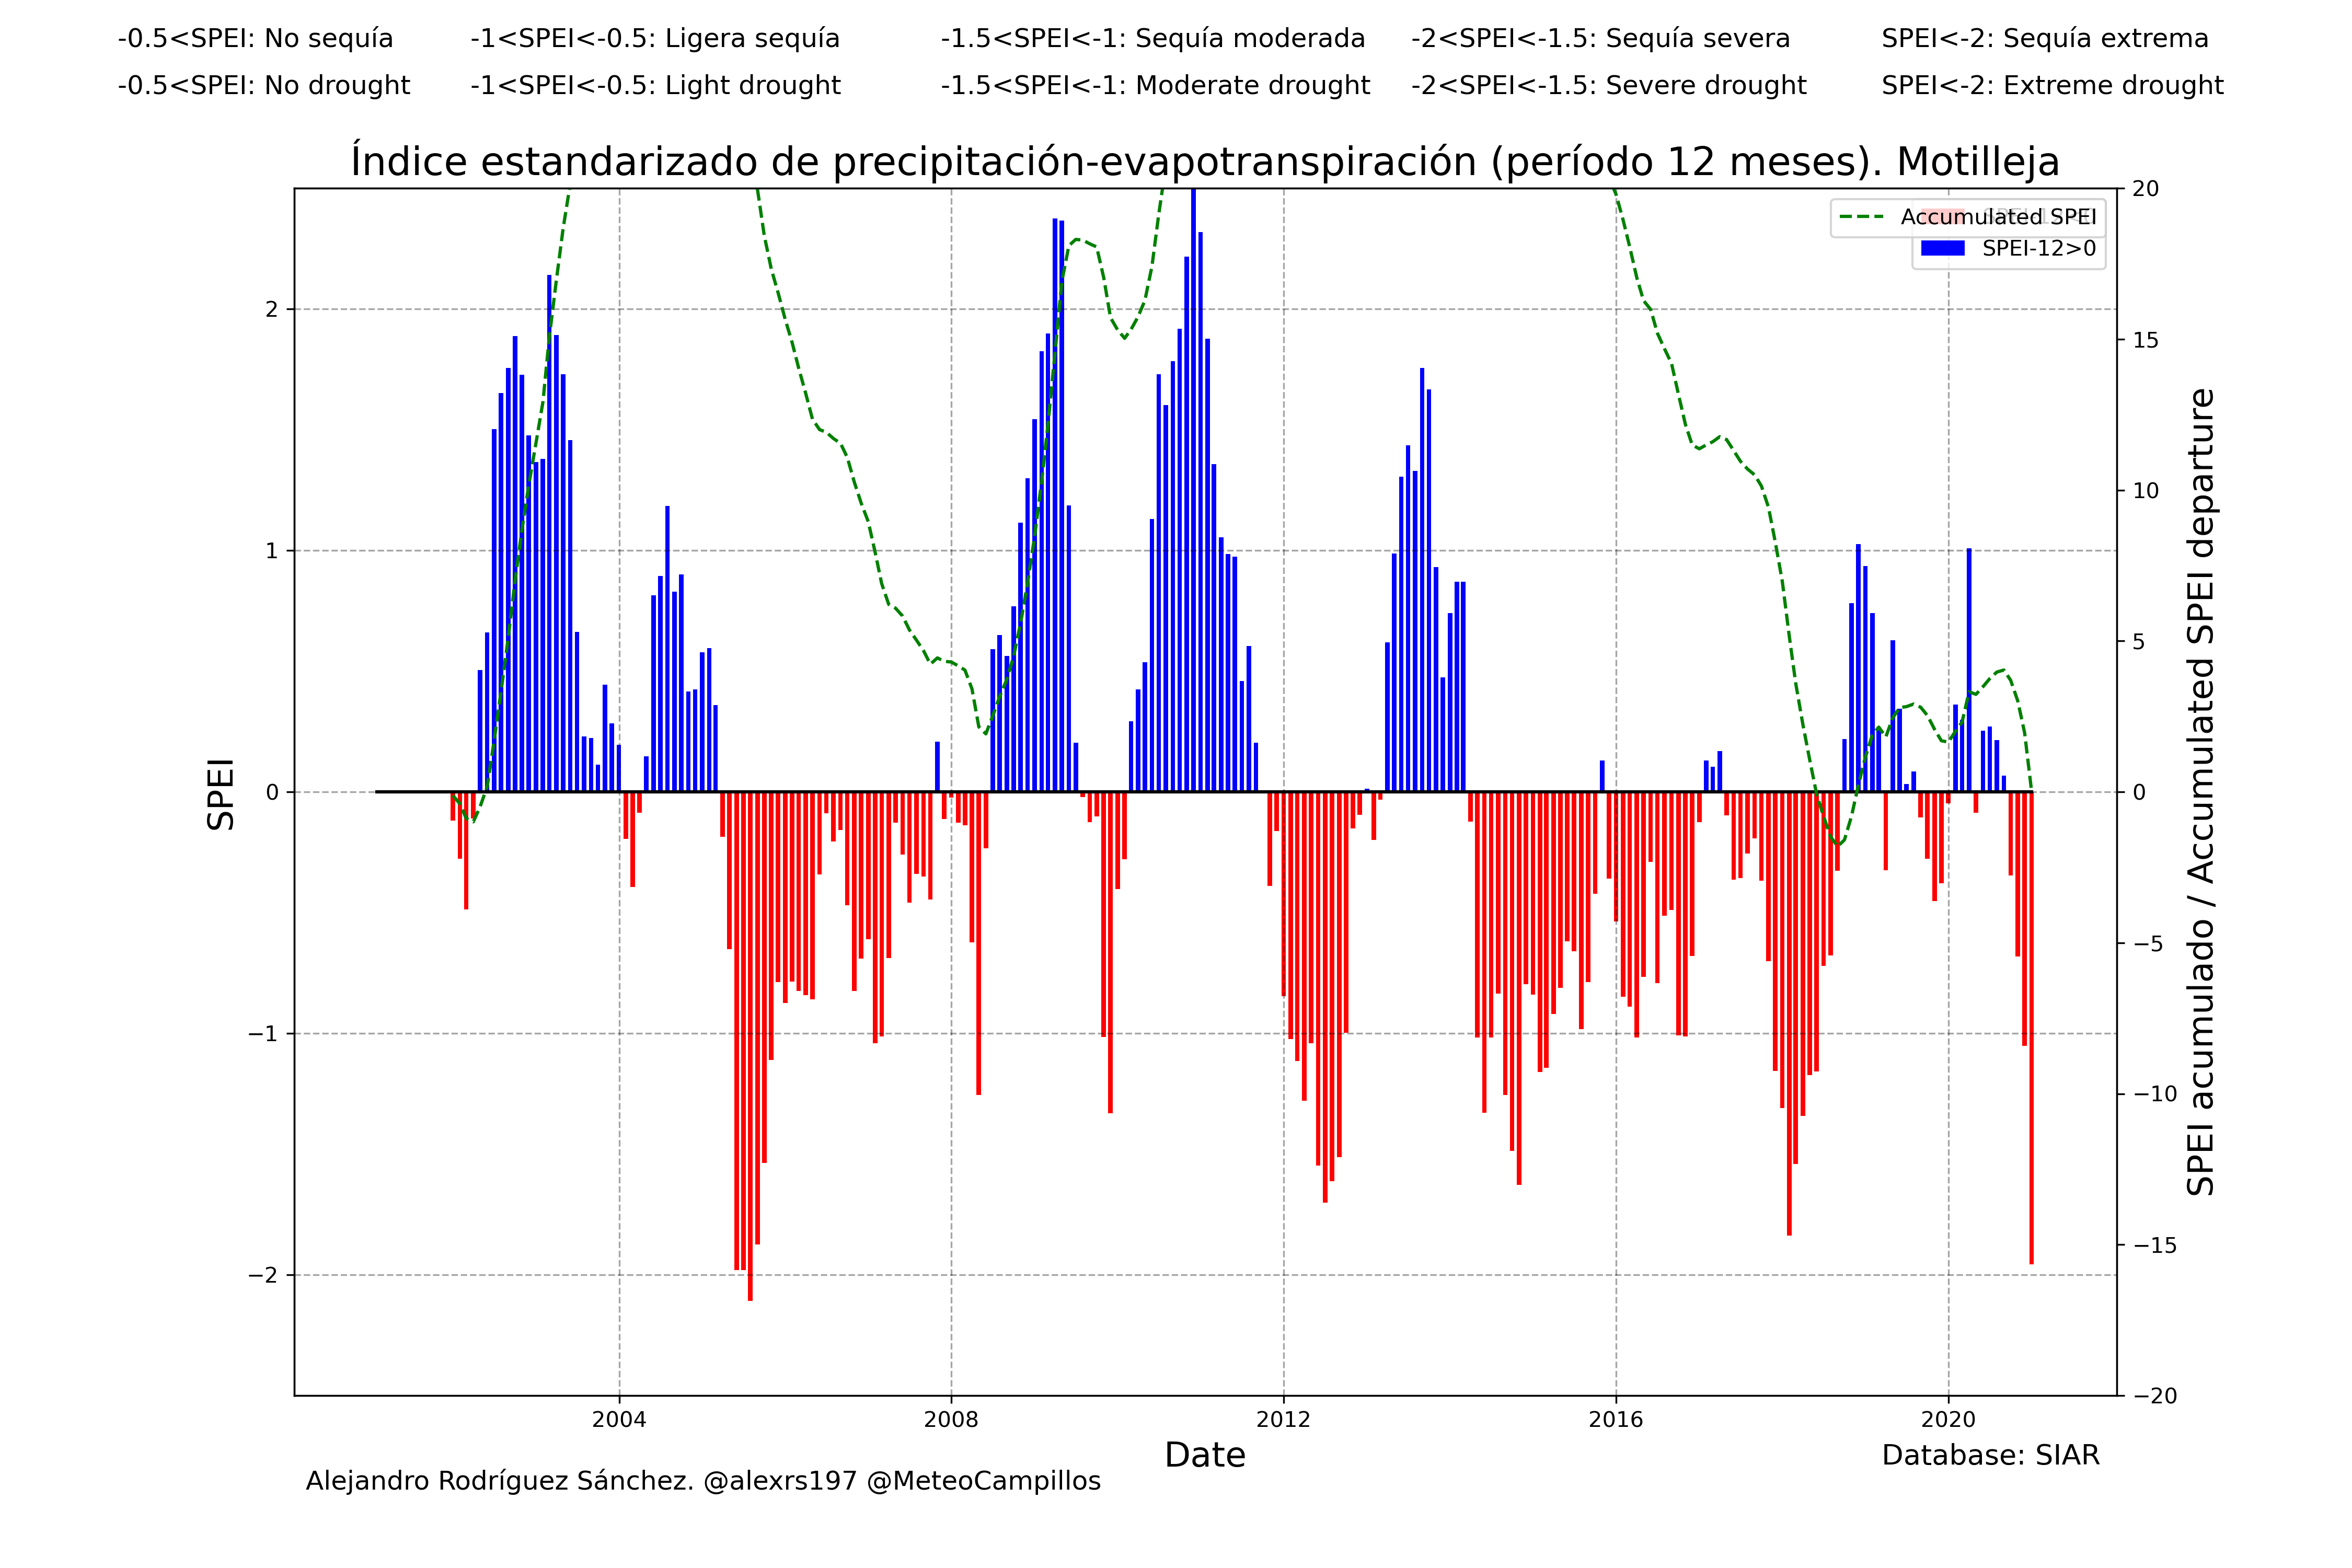 -0.5<SPEI: No sequía -1<SPEI<-0.5: Ligera sequía -1.5<SPEI<-1: Sequía moderada -2<SPEI<-1.5: Sequía severa SPEI<-2: Sequía extrema
-0.5<SPEI: No drought -1<SPEI<-0.5: Light drought -1.5<SPEI<-1: Moderate drought -2<SPEI<-1.5: Severe drought SPEI<-2: Extreme drought
Índice estandarizado de precipitación-evapotranspiración (período 12 meses). Motilleja
Accumulated SPEI
SPEI-12>0
SPEI
2
1
0
−1
−2
20
15
10
5
0
−5
−10
−15
−20
SPEI acumulado / Accumulated SPEI departure
2004 2008 2012 2016 2020
Date
Database: SIAR
Alejandro Rodríguez Sánchez. @alexrs197 @MeteoCampillos